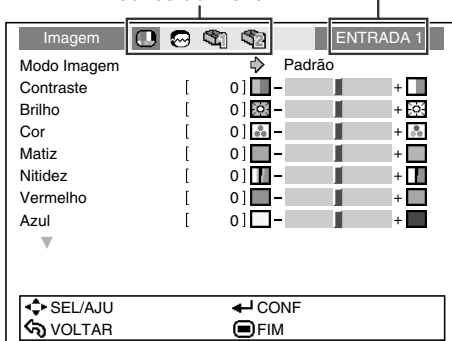 Imagem ENTRADA 1
Modo Imagem Padrão
Contraste [ 0 ] – +
Brilho [ 0 ] – +
Cor [ 0 ] – +
Matiz [ 0 ] – +
Nitidez [ 0 ] – +
Vermelho [ 0 ] – +
Azul [ 0 ] – +
SEL/AJU CONF
VOLTAR FIM